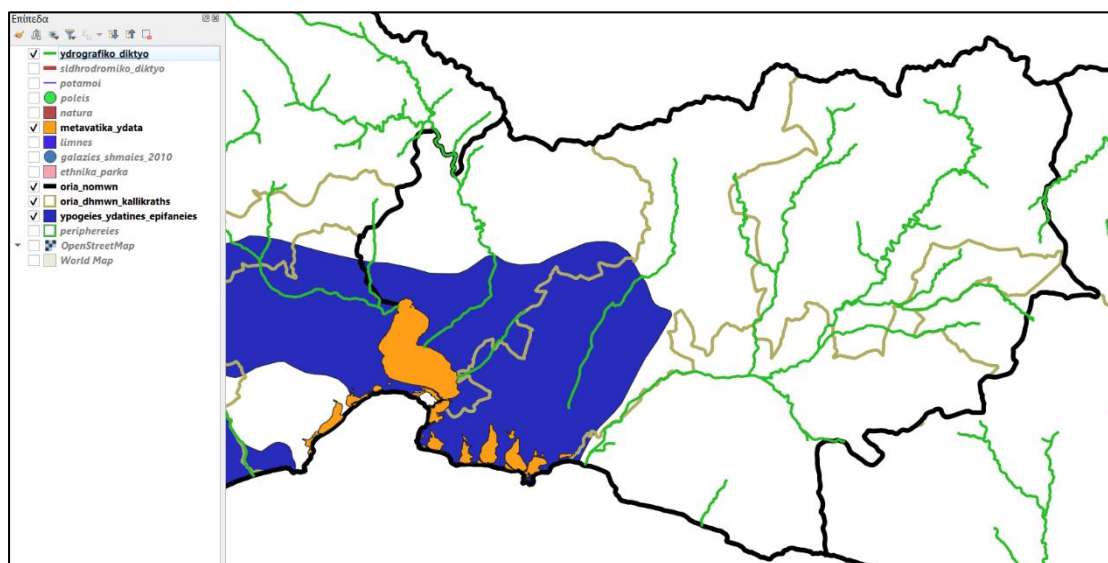 Επίπεδα
ydrografiko_diktyo
sidhrodromiko_diktyo
potamoi
poleis
natura
metavatika_ydata
limnes
galazies_shmaies_2010
ethnika_parka
oria_nomwn
oria_dhmwn_kallikraths
ypogeies_ydatines_epifaneies
periphereies
OpenStreetMap
World Map